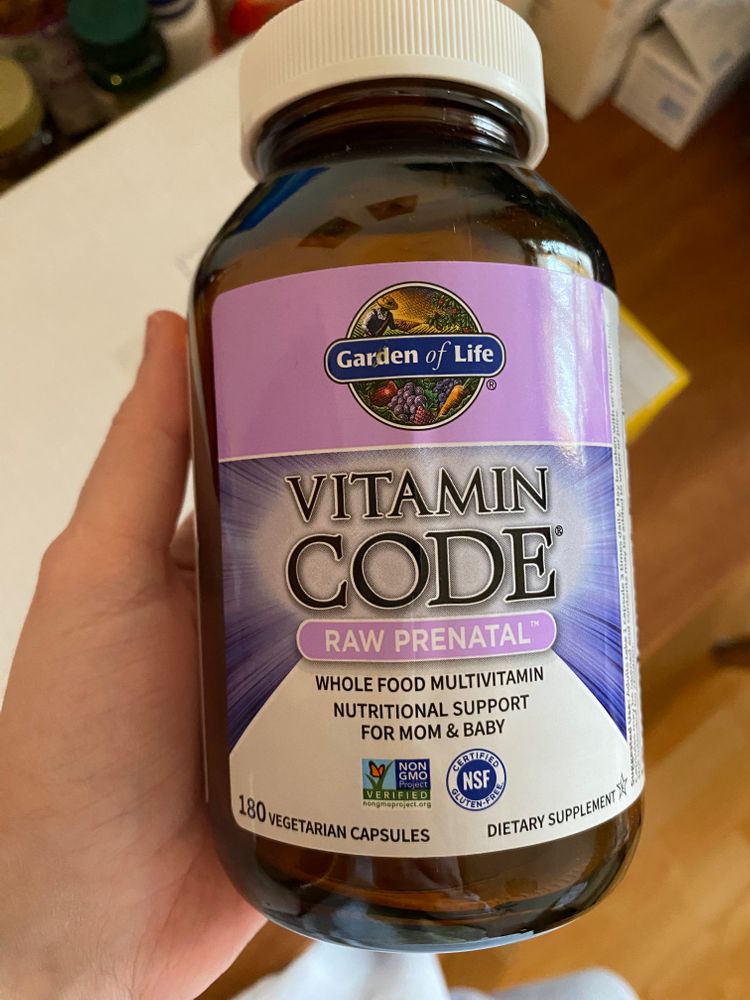 Garden of Life
®
VITAMIN
CODE®
RAW PRENATAL™
WHOLE FOOD MULTIVITAMIN
NUTRITIONAL SUPPORT
FOR MOM & BABY
NON
GMO
Project
VERIFIED
nongmoproject.org
CERTIFIED
NSF
GLUTEN-FREE
180 VEGETARIAN CAPSULES
DIETARY SUPPLEMENT